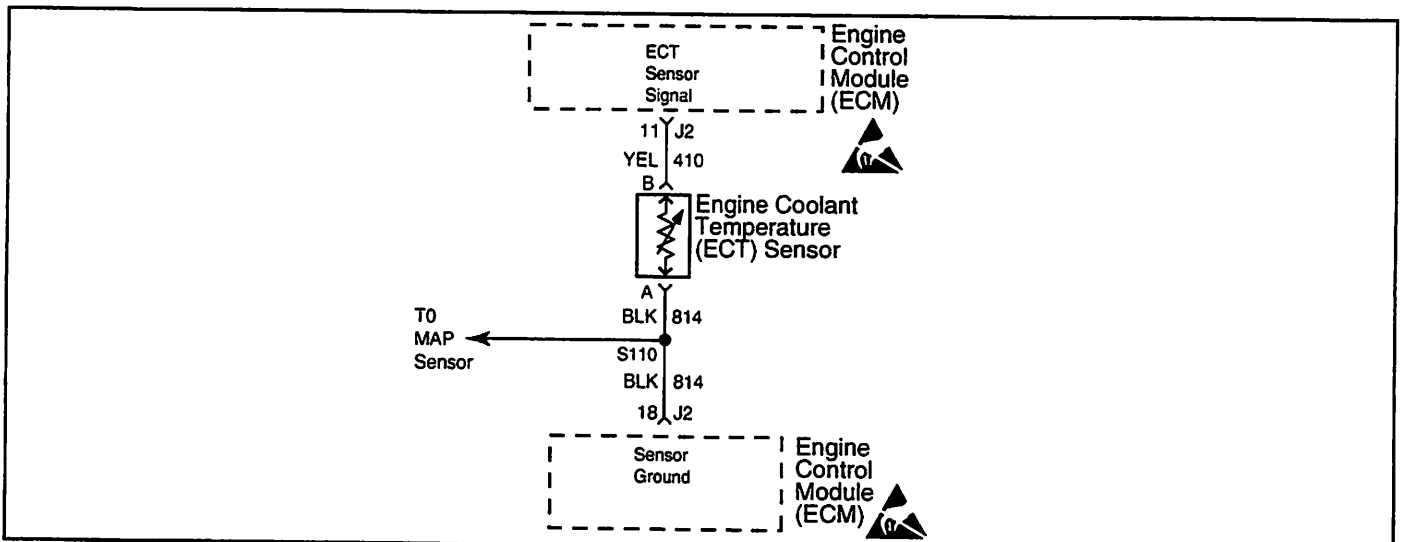 ECT
Sensor
Signal
Engine
Control
Module
(ECM)
11 J2
YEL 410
B
Engine Coolant
Temperature
(ECT) Sensor
A
BLK 814
TO
MAP
Sensor
S110
BLK 814
18 J2
Sensor
Ground
Engine
Control
Module
(ECM)